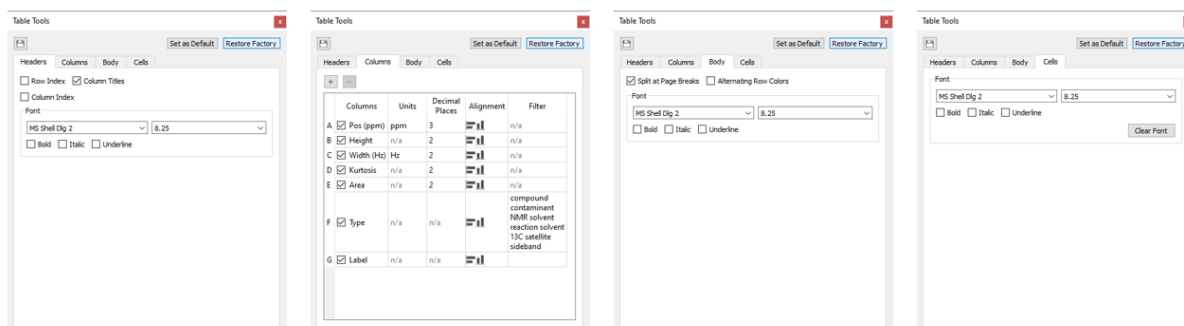 Table Tools
x
Set as Default Restore Factory
Headers Columns Body Cells
Row Index Column Titles
Column Index
Font
MS Shell Dlg 2 8.25
Bold Italic Underline
Table Tools
x
Set as Default Restore Factory
Headers Columns Body Cells
+ −
Columns Units Decimal Places Alignment Filter
A Pos (ppm) ppm 3 n/a
B Height n/a 2 n/a
C Width (Hz) Hz 2 n/a
D Kurtosis n/a 2 n/a
E Area n/a 2 n/a
compound
contaminant
NMR solvent
F Type n/a n/a reaction solvent
13C satellite
sideband
G Label n/a n/a
Table Tools
x
Set as Default Restore Factory
Headers Columns Body Cells
Split at Page Breaks Alternating Row Colors
Font
MS Shell Dlg 2 8.25
Bold Italic Underline
Table Tools
Set as Default Restore Factory
Headers Columns Body Cells
Font
MS Shell Dlg 2 8.25
Bold Italic Underline
Clear Font